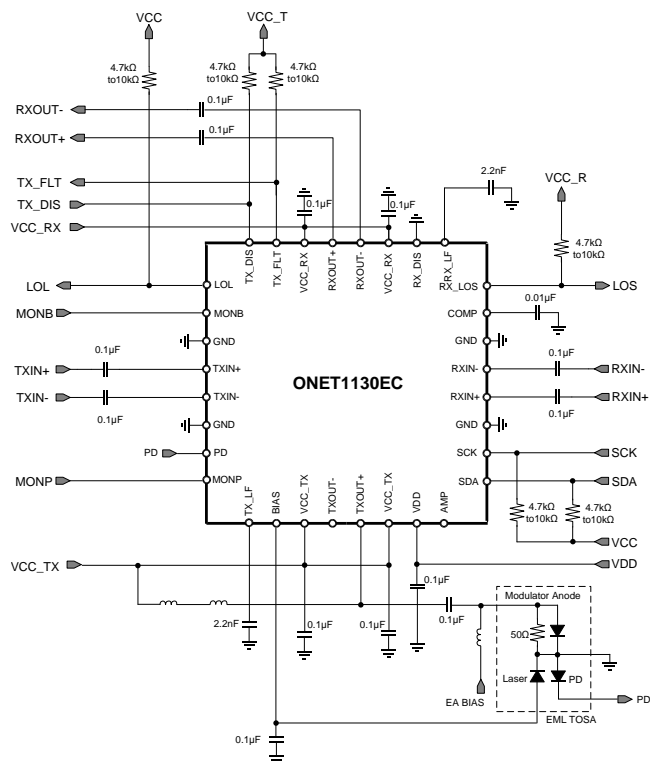 VCC
VCC_T
4.7kΩ
to10kΩ
4.7kΩ
to10kΩ
4.7kΩ
to10kΩ
RXOUT-
0.1µF
RXOUT+
0.1µF
TX_FLT
2.2nF
VCC_R
TX_DIS
0.1µF
0.1µF
VCC_RX
4.7kΩ
to10kΩ
TX_DIS
TX_FLT
VCC_RX
RXOUT+
RXOUT-
VCC_RX
RX_DIS
RX_LF
LOL
LOL
RX_LOS
LOS
MONB
MONB
COMP
0.01µF
GND
GND
TXIN+
0.1µF
TXIN+
RXIN-
0.1µF
RXIN-
ONET1130EC
TXIN-
0.1µF
TXIN-
RXIN+
0.1µF
RXIN+
GND
GND
PD
PD
SCK
SCK
MONP
MONP
SDA
SDA
TX_LF
BIAS
VCC_TX
TXOUT-
TXOUT+
VCC_TX
VDD
AMP
4.7kΩ
to10kΩ
4.7kΩ
to10kΩ
VCC
VCC_TX
VDD
0.1µF
Modulator Anode
2.2nF
0.1µF
0.1µF
0.1µF
50Ω
Laser
PD
EA BIAS
PD
EML TOSA
0.1µF